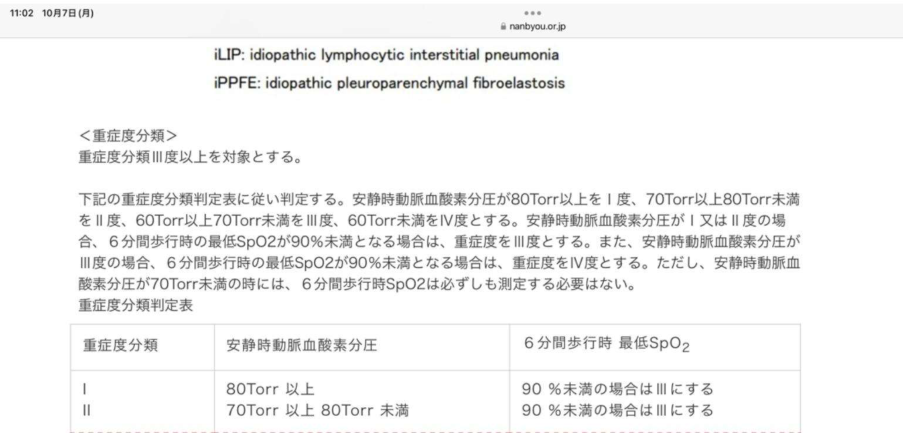 11:02 10月7日(月)
nanbyou.or.jp
iLIP: idiopathic lymphocytic interstitial pneumonia
iPPFE: idiopathic pleuroparenchymal fibroelastosis
＜重症度分類＞
重症度分類Ⅲ度以上を対象とする。
下記の重症度分類判定表に従い判定する。安静時動脈血酸素分圧が80Torr以上をⅠ度、70Torr以上80Torr未満
をⅡ度、60Torr以上70Torr未満をⅢ度、60Torr未満をⅣ度とする。安静時動脈血酸素分圧がⅠ又はⅡ度の場
合、６分間歩行時の最低SpO2が90％未満となる場合は、重症度をⅢ度とする。また、安静時動脈血酸素分圧が
Ⅲ度の場合、６分間歩行時の最低SpO2が90％未満となる場合は、重症度をⅣ度とする。ただし、安静時動脈血
酸素分圧が70Torr未満の時には、６分間歩行時SpO2は必ずしも測定する必要はない。
重症度分類判定表
重症度分類 安静時動脈血酸素分圧 ６分間歩行時 最低SpO2
Ⅰ 80Torr 以上 90 ％未満の場合はⅢにする
Ⅱ 70Torr 以上 80Torr 未満 90 ％未満の場合はⅢにする